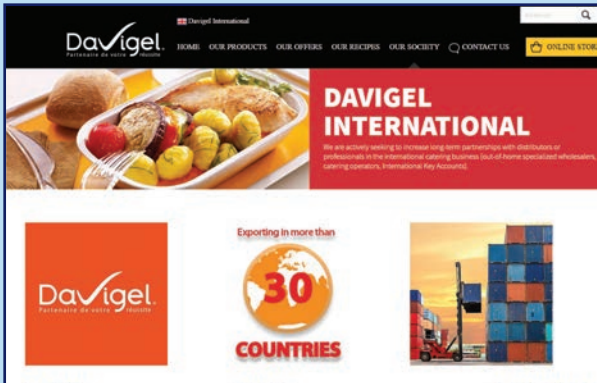 Davigel International
Davigel.
Partenaire de votre réussite
HOME OUR PRODUCTS OUR OFFERS OUR RECIPES OUR SOCIETY CONTACT US ONLINE STOR
DAVIGEL
INTERNATIONAL
We are actively seeking to increase long-term partnerships with distributors or
professionals in the international catering business (out-of-home specialized wholesalers,
catering operators, International Key Accounts).
Davigel.
Partenaire de votre réussite
Exporting in more than
30
COUNTRIES